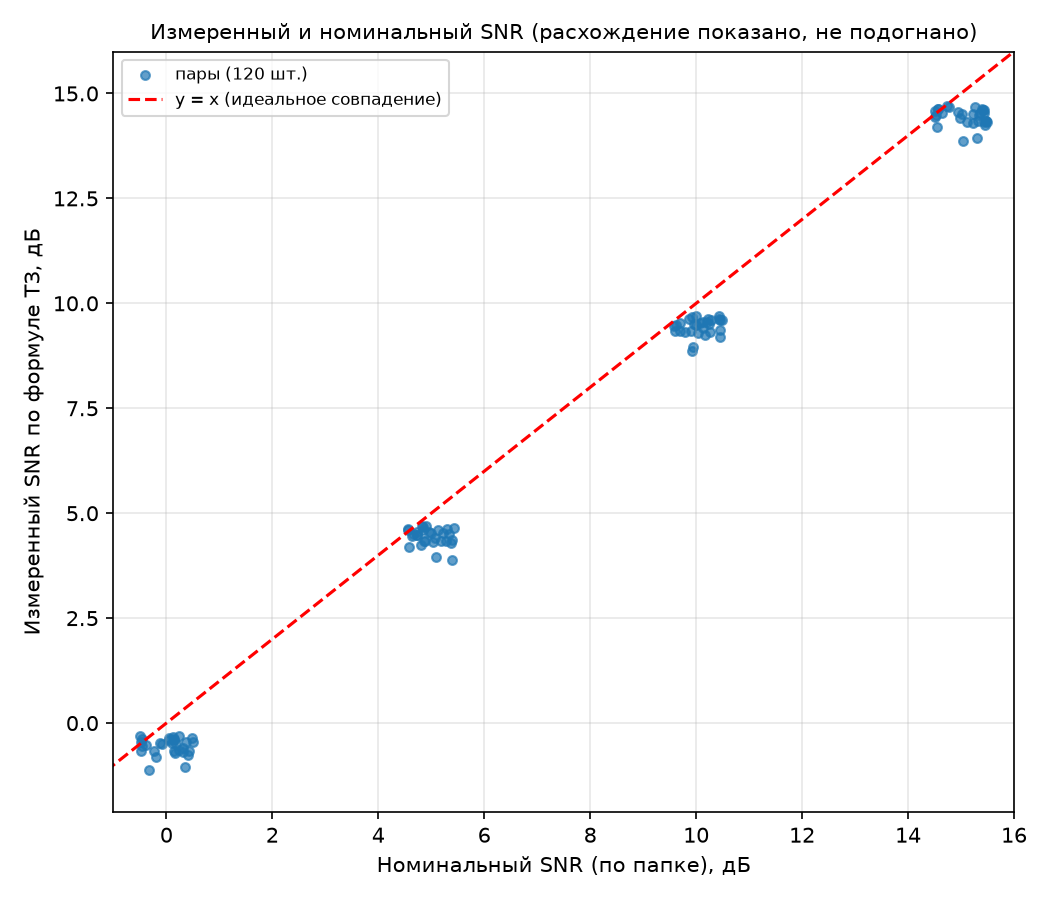 Измеренный и номинальный SNR (расхождение показано, не подогнано)
пары (120 шт.)
y = x (идеальное совпадение)
Измеренный SNR по формуле ТЗ, дБ
15.0
12.5
10.0
7.5
5.0
2.5
0.0
0 2 4 6 8 10 12 14 16
Номинальный SNR (по папке), дБ